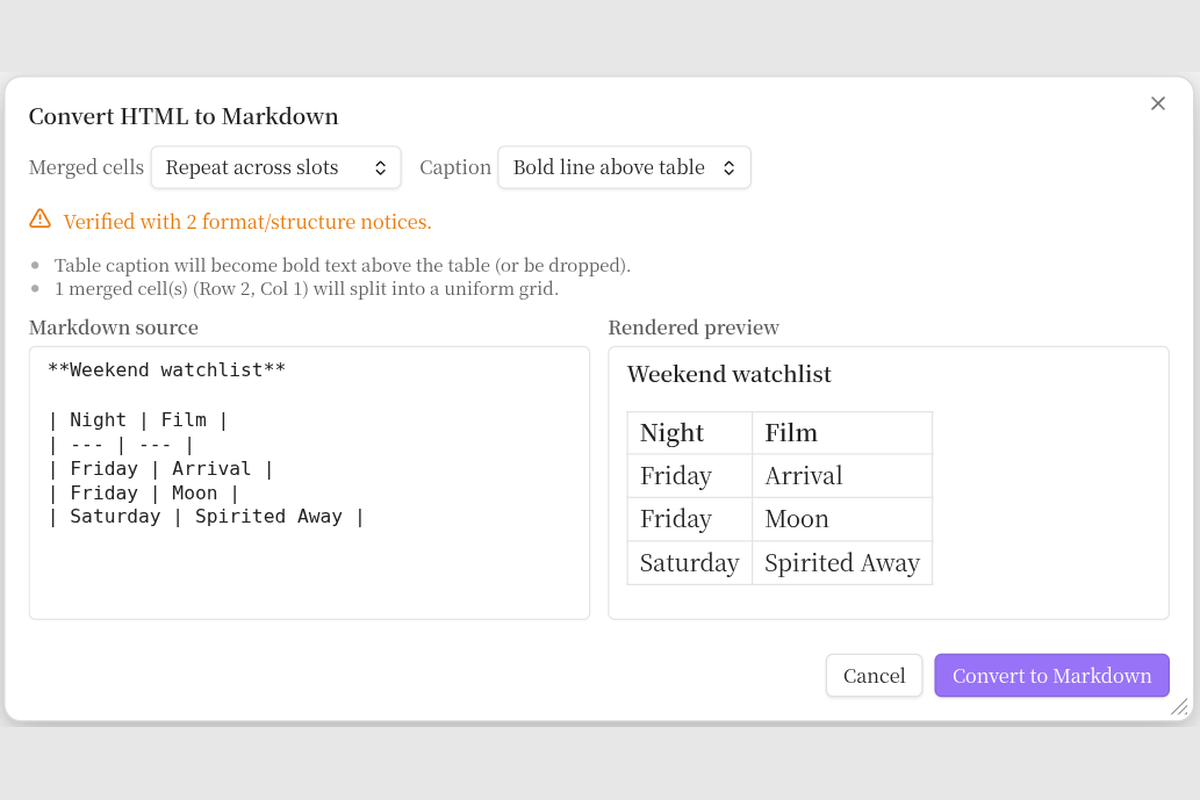 Convert HTML to Markdown
Merged cells Repeat across slots Caption Bold line above table
Verified with 2 format/structure notices.
Table caption will become bold text above the table (or be dropped).
1 merged cell(s) (Row 2, Col 1) will split into a uniform grid.
Markdown source
**Weekend watchlist**
| Night | Film |
| --- | --- |
| Friday | Arrival |
| Friday | Moon |
| Saturday | Spirited Away |
Rendered preview
Weekend watchlist
Night Film
Friday Arrival
Friday Moon
Saturday Spirited Away
Cancel Convert to Markdown